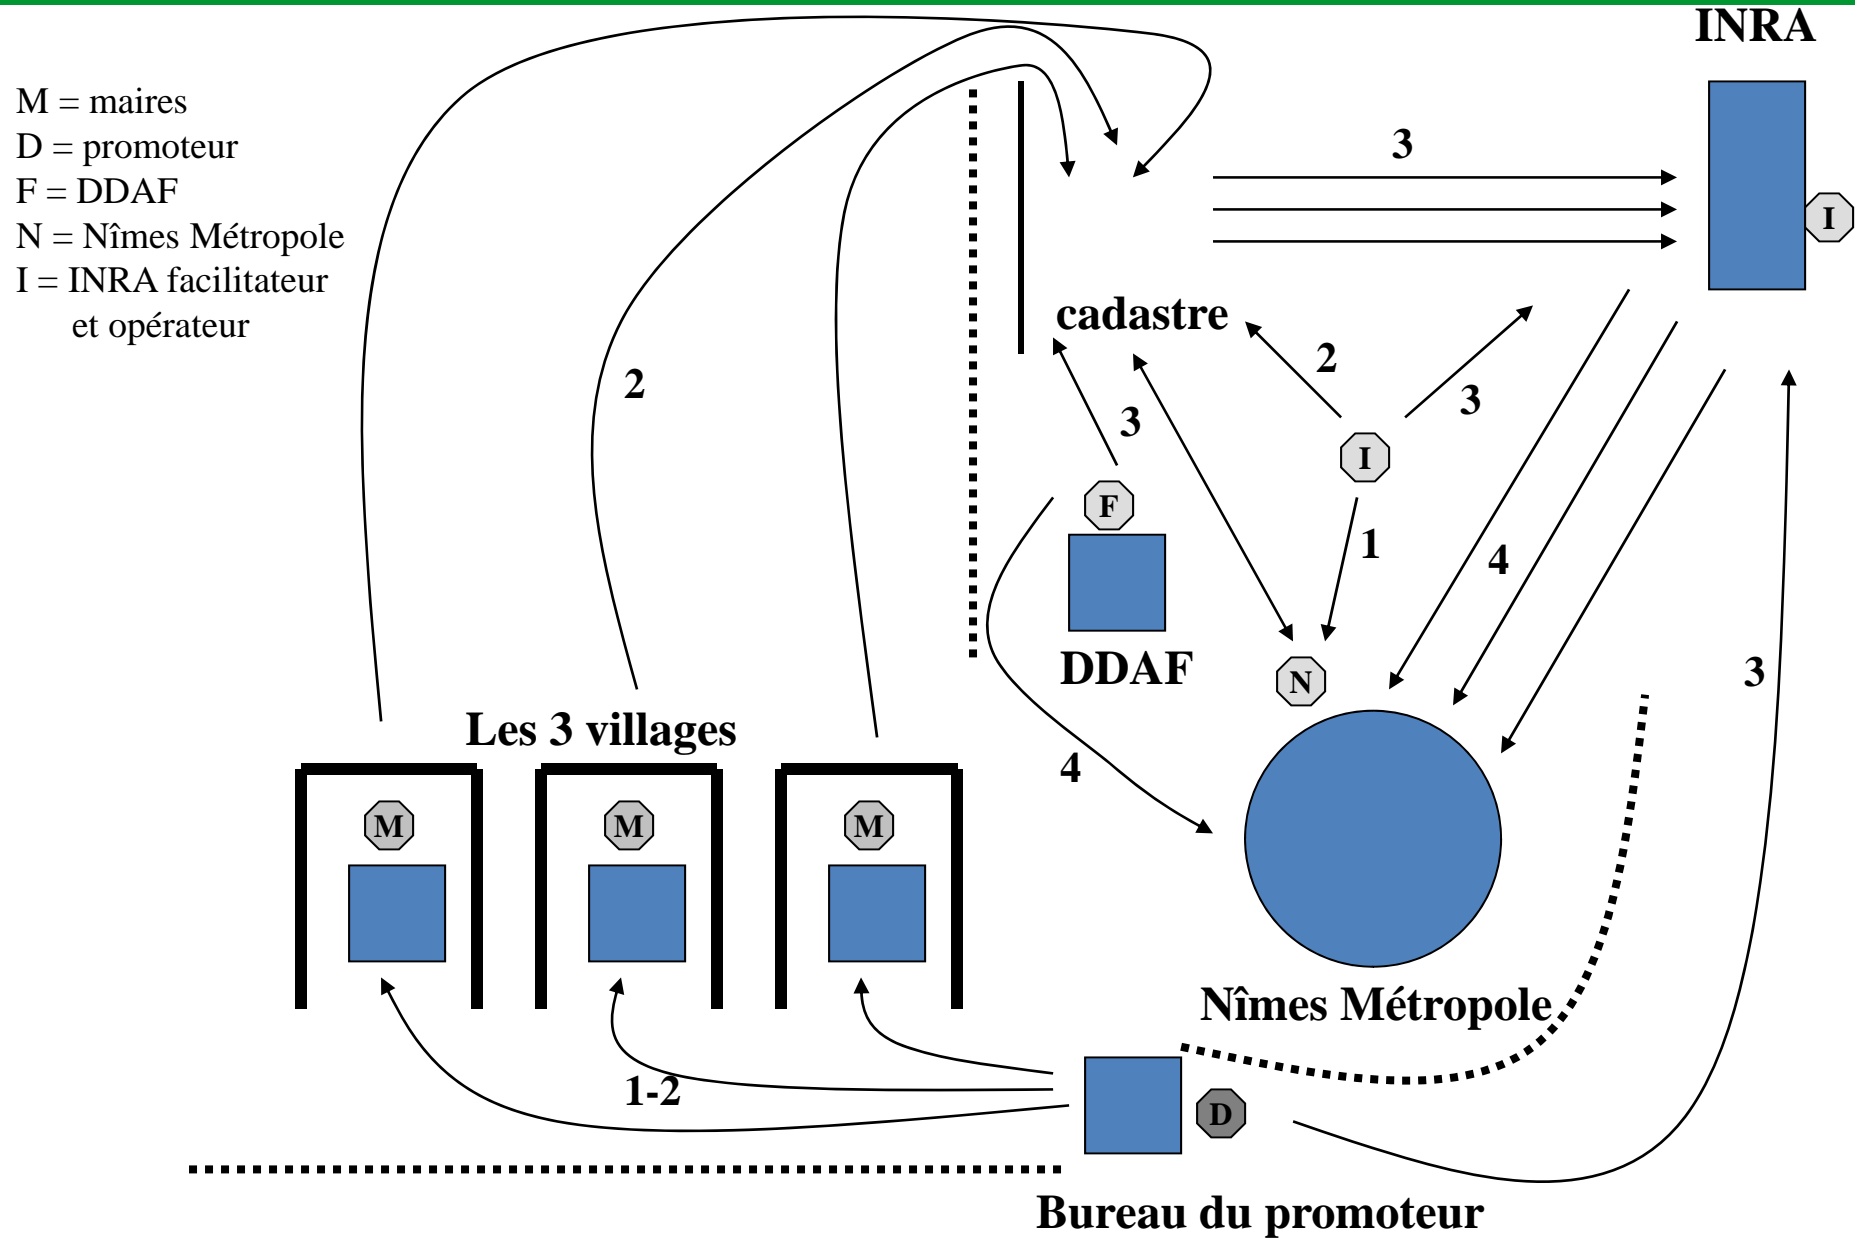 INRA
M = maires
D = promoteur
F = DDAF
N = Nîmes Métropole
I = INRA facilitateur
et opérateur
3
I
cadastre
2
2
3
3
I
F
1
4
DDAF
N
3
Les 3 villages
4
M
M
M
Nîmes Métropole
1-2
D
Bureau du promoteur